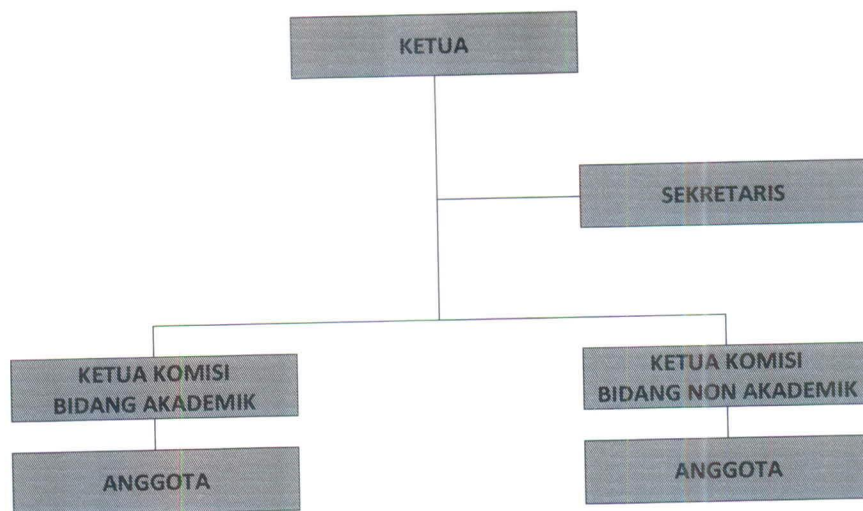 KETUA
SEKRETARIS
KETUA KOMISI
BIDANG AKADEMIK
KETUA KOMISI
BIDANG NON AKADEMIK
ANGGOTA
ANGGOTA